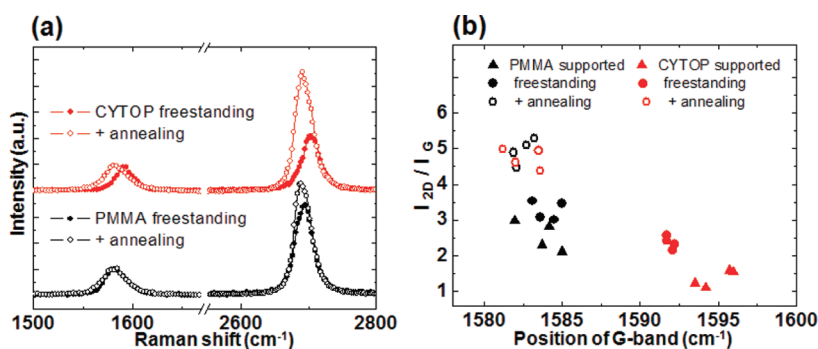 (a)
Intensity (a.u.)
CYTOP freestanding
+ annealing
PMMA freestanding
+ annealing
1500 1600 2600 2700 2800
Raman shift (cm-1)
(b)
I2D / IG
6
5
4
3
2
1
0
PMMA supported CYTOP supported
freestanding freestanding
+ annealing + annealing
1580 1585 1590 1595 1600
Position of G-band (cm-1)